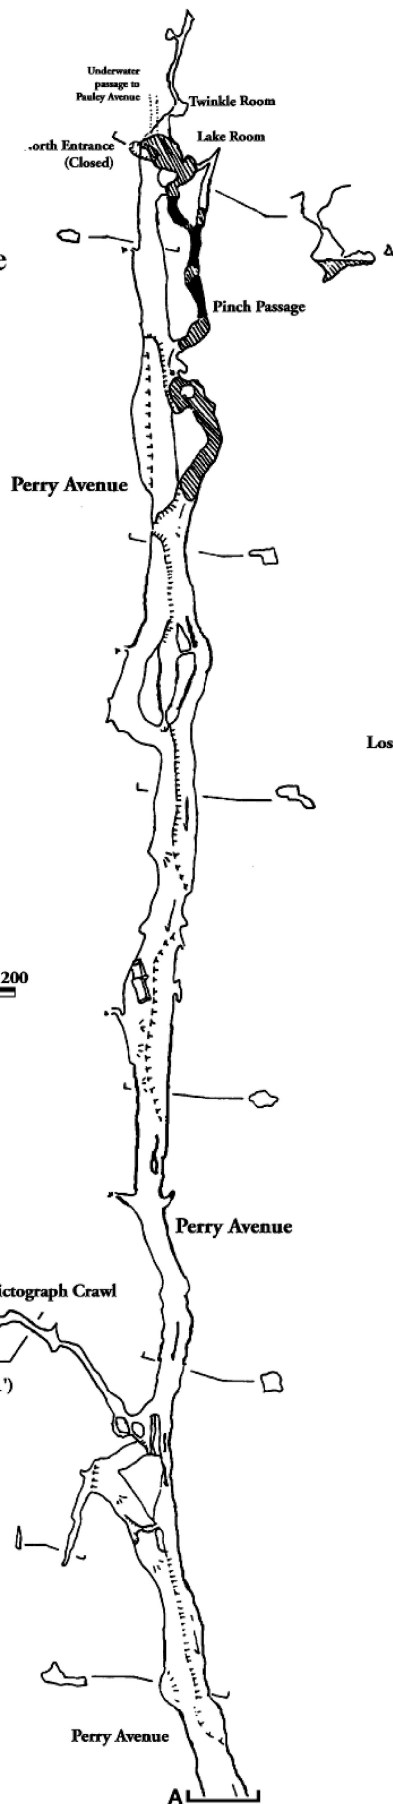 Underwater
passage to
Pauley Avenue
Twinkle Room
orth Entrance
(Closed)
Lake Room
e
Pinch Passage
Perry Avenue
Los
200
Perry Avenue
ictograph Crawl
')
Perry Avenue
A